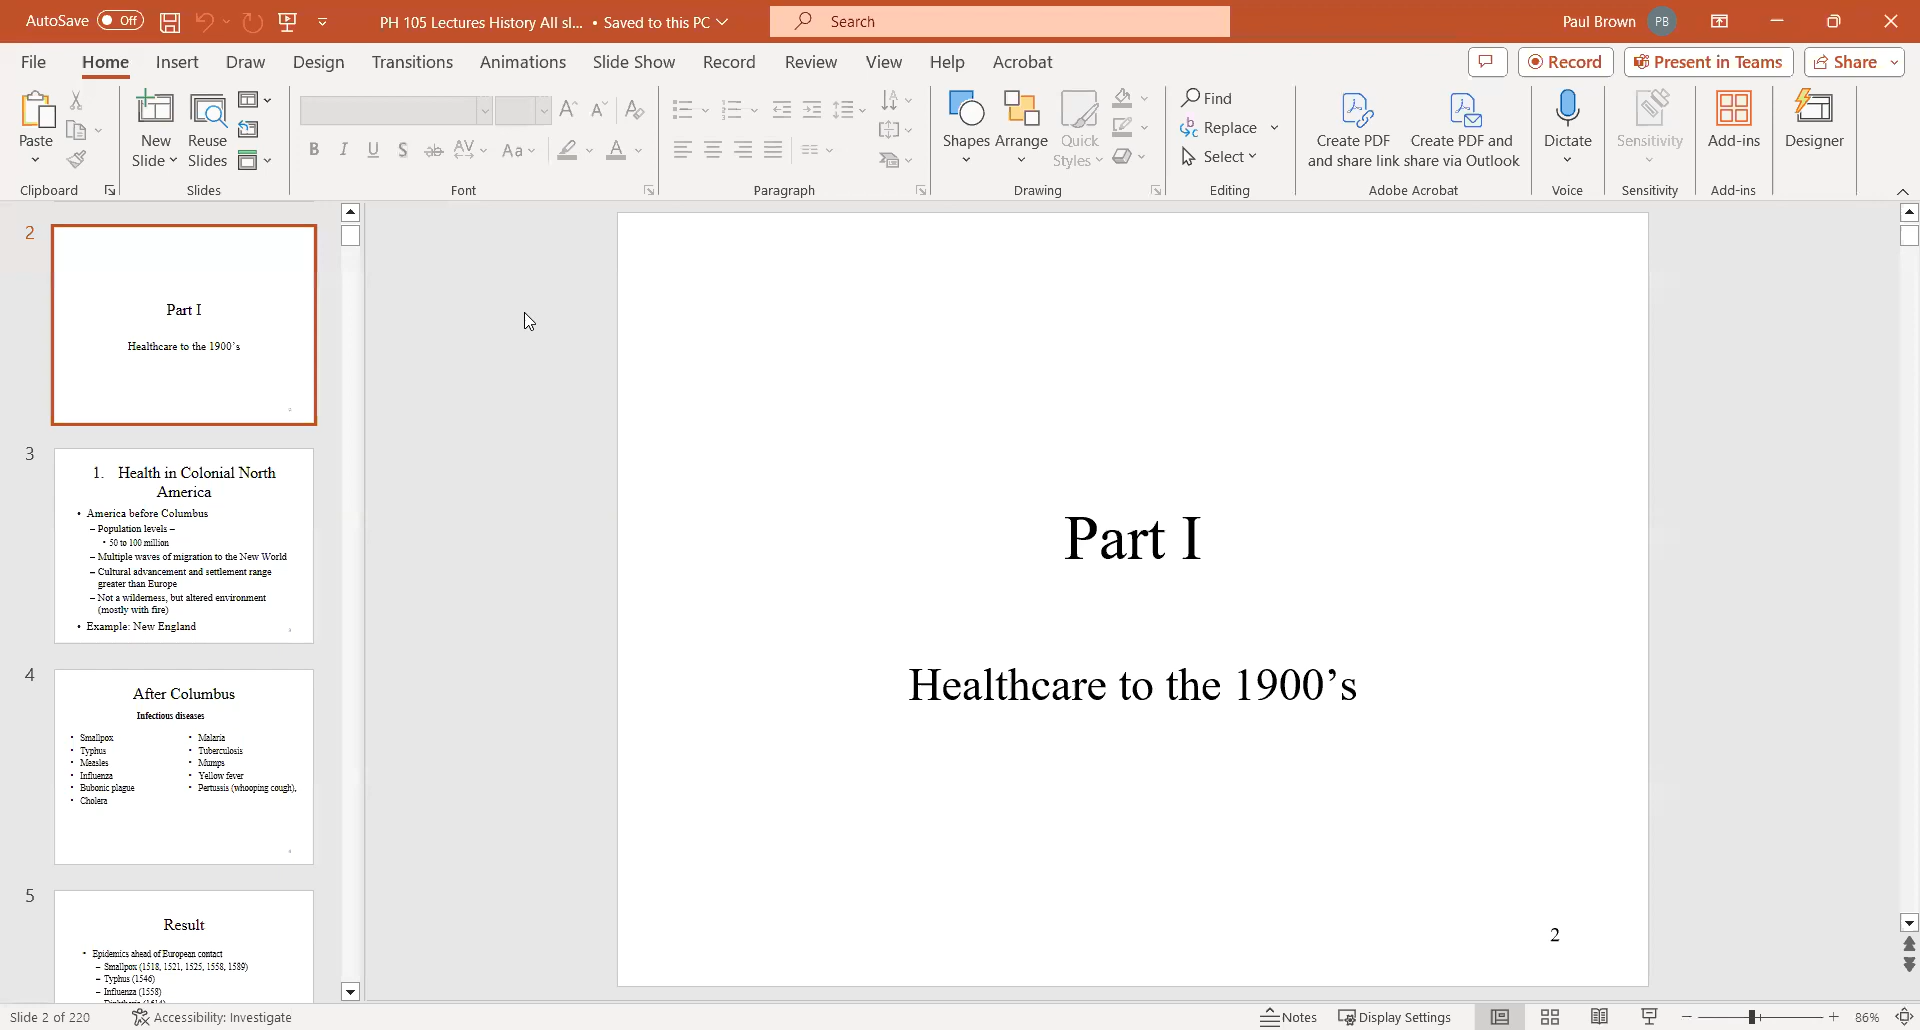 AutoSave Off PH 105 Lectures History All sl... • Saved to this PC Search Paul Brown PB
File Home Insert Draw Design Transitions Animations Slide Show Record Review View Help Acrobat Record Present in Teams Share
Paste
New Slide
Reuse Slides
B I U S ab AV Aa A
Shapes Arrange Quick Styles
Find
Replace
Select
Create PDF and share link
Create PDF and share via Outlook
Dictate
Sensitivity
Add-ins
Designer
Clipboard Slides Font Paragraph Drawing Editing Adobe Acrobat Voice Sensitivity Add-ins
2
Part I
Healthcare to the 1900's
2
3
1. Health in Colonial North
America
• America before Columbus
– Population levels –
• 50 to 100 million
– Multiple waves of migration to the New World
– Cultural advancement and settlement range
greater than Europe
– Not a wilderness, but altered environment
(mostly with fire)
• Example: New England
3
4
After Columbus
Infectious diseases
• Smallpox
• Typhus
• Measles
• Influenza
• Bubonic plague
• Cholera
• Malaria
• Tuberculosis
• Mumps
• Yellow fever
• Pertussis (whooping cough),
4
5
Result
• Epidemics ahead of European contact
– Smallpox (1518, 1521, 1525, 1558, 1589)
– Typhus (1546)
– Influenza (1558)
Part I
Healthcare to the 1900’s
2
Slide 2 of 220 Accessibility: Investigate Notes Display Settings 86%